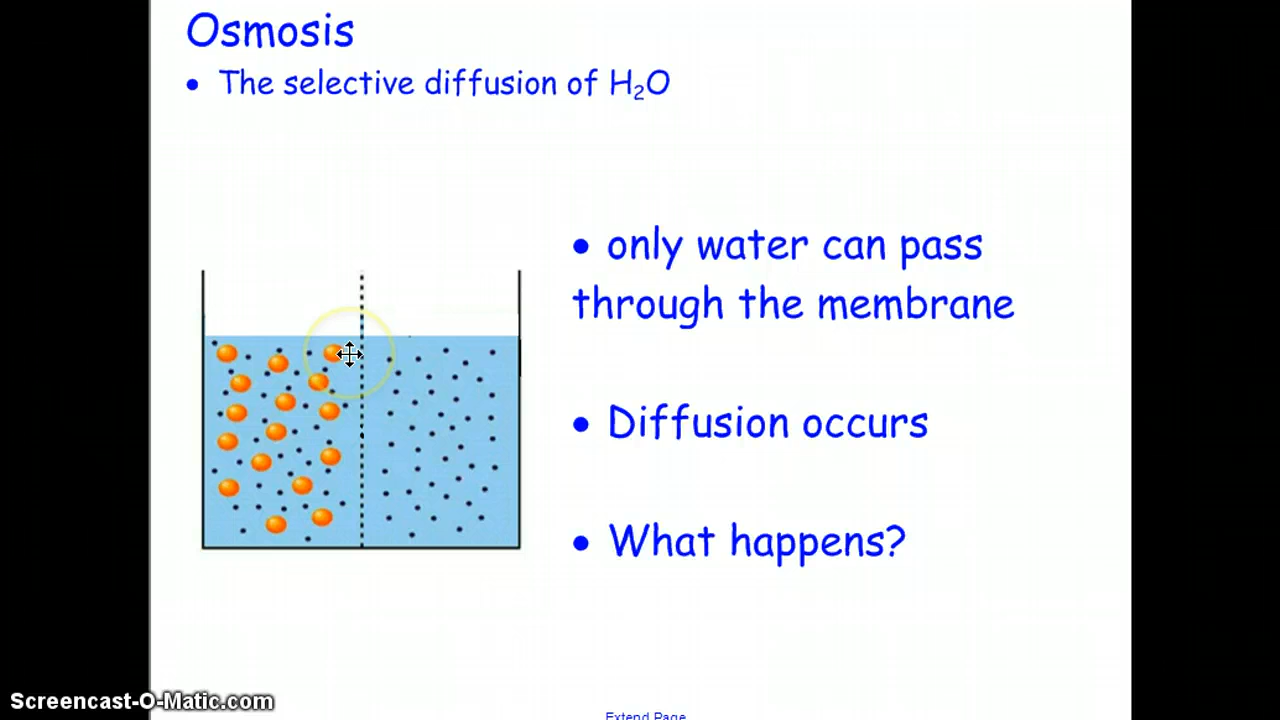 Osmosis
• The selective diffusion of H₂O
• only water can pass
through the membrane
• Diffusion occurs
• What happens?
Screencast-O-Matic.com
Extend Page